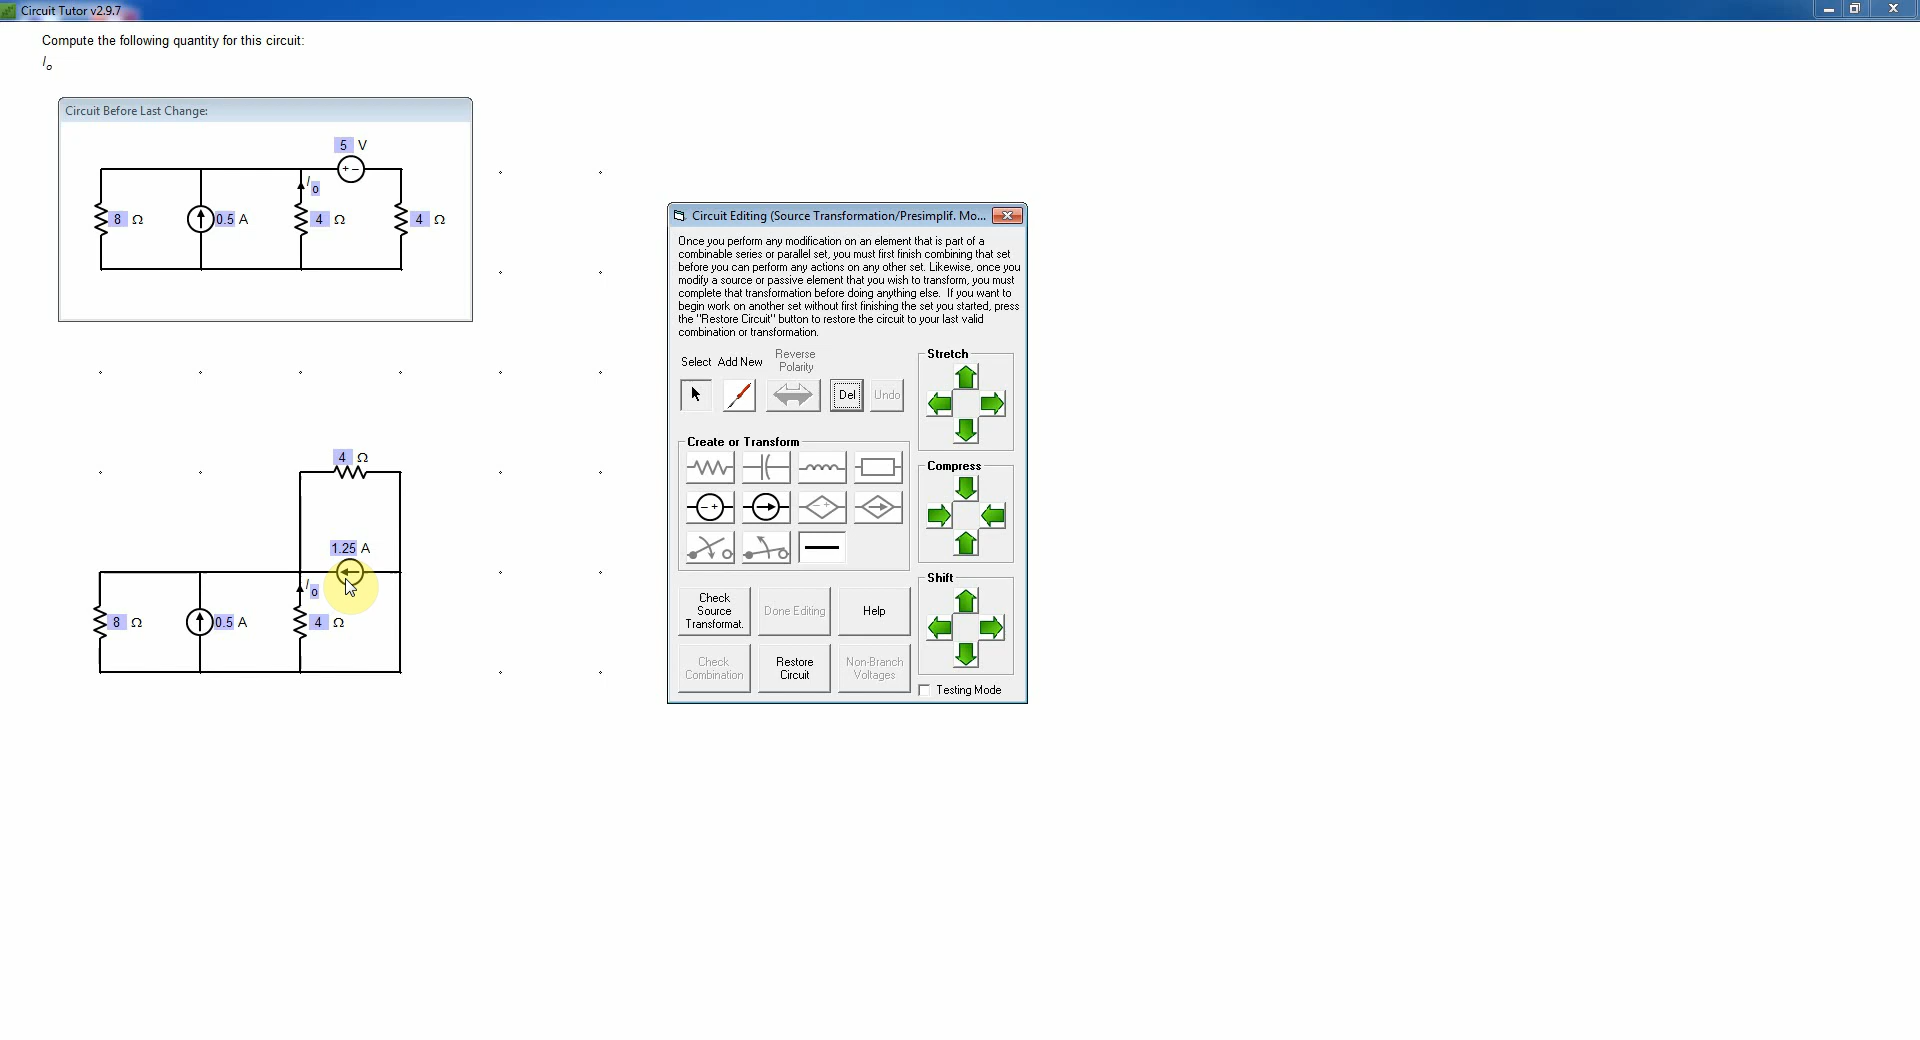 Circuit Tutor v2.9.7
Compute the following quantity for this circuit:
Io
Circuit Before Last Change:
5 V
+ −
Io
8 Ω
0.5 A
4 Ω
4 Ω
4 Ω
1.25 A
Io
8 Ω
0.5 A
4 Ω
Circuit Editing (Source Transformation/Presimplif. Mo...
Once you perform any modification on an element that is part of a
combinable series or parallel set, you must first finish combining that set
before you can perform any actions on any other set. Likewise, once you
modify a source or passive element that you wish to transform, you must
complete that transformation before doing anything else. If you want to
begin work on another set without first finishing the set you started, press
the "Restore Circuit" button to restore the circuit to your last valid
combination or transformation.
Select
Add New
Reverse
Polarity
Del
Undo
Create or Transform
− +
− +
Check
Source
Transformat.
Done Editing
Help
Check
Combination
Restore
Circuit
Non-Branch
Voltages
Stretch
Compress
Shift
Testing Mode